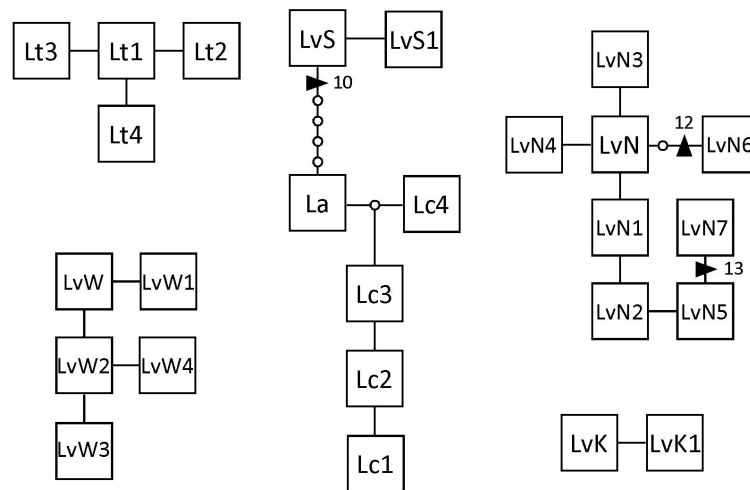 Lt3 Lt1 Lt2
Lt4
LvS LvS1
10
La Lc4
Lc3
Lc2
Lc1
LvN3
LvN4 LvN 12 LvN6
LvN1 LvN7
13
LvN2 LvN5
LvW LvW1
LvW2 LvW4
LvW3
LvK LvK1